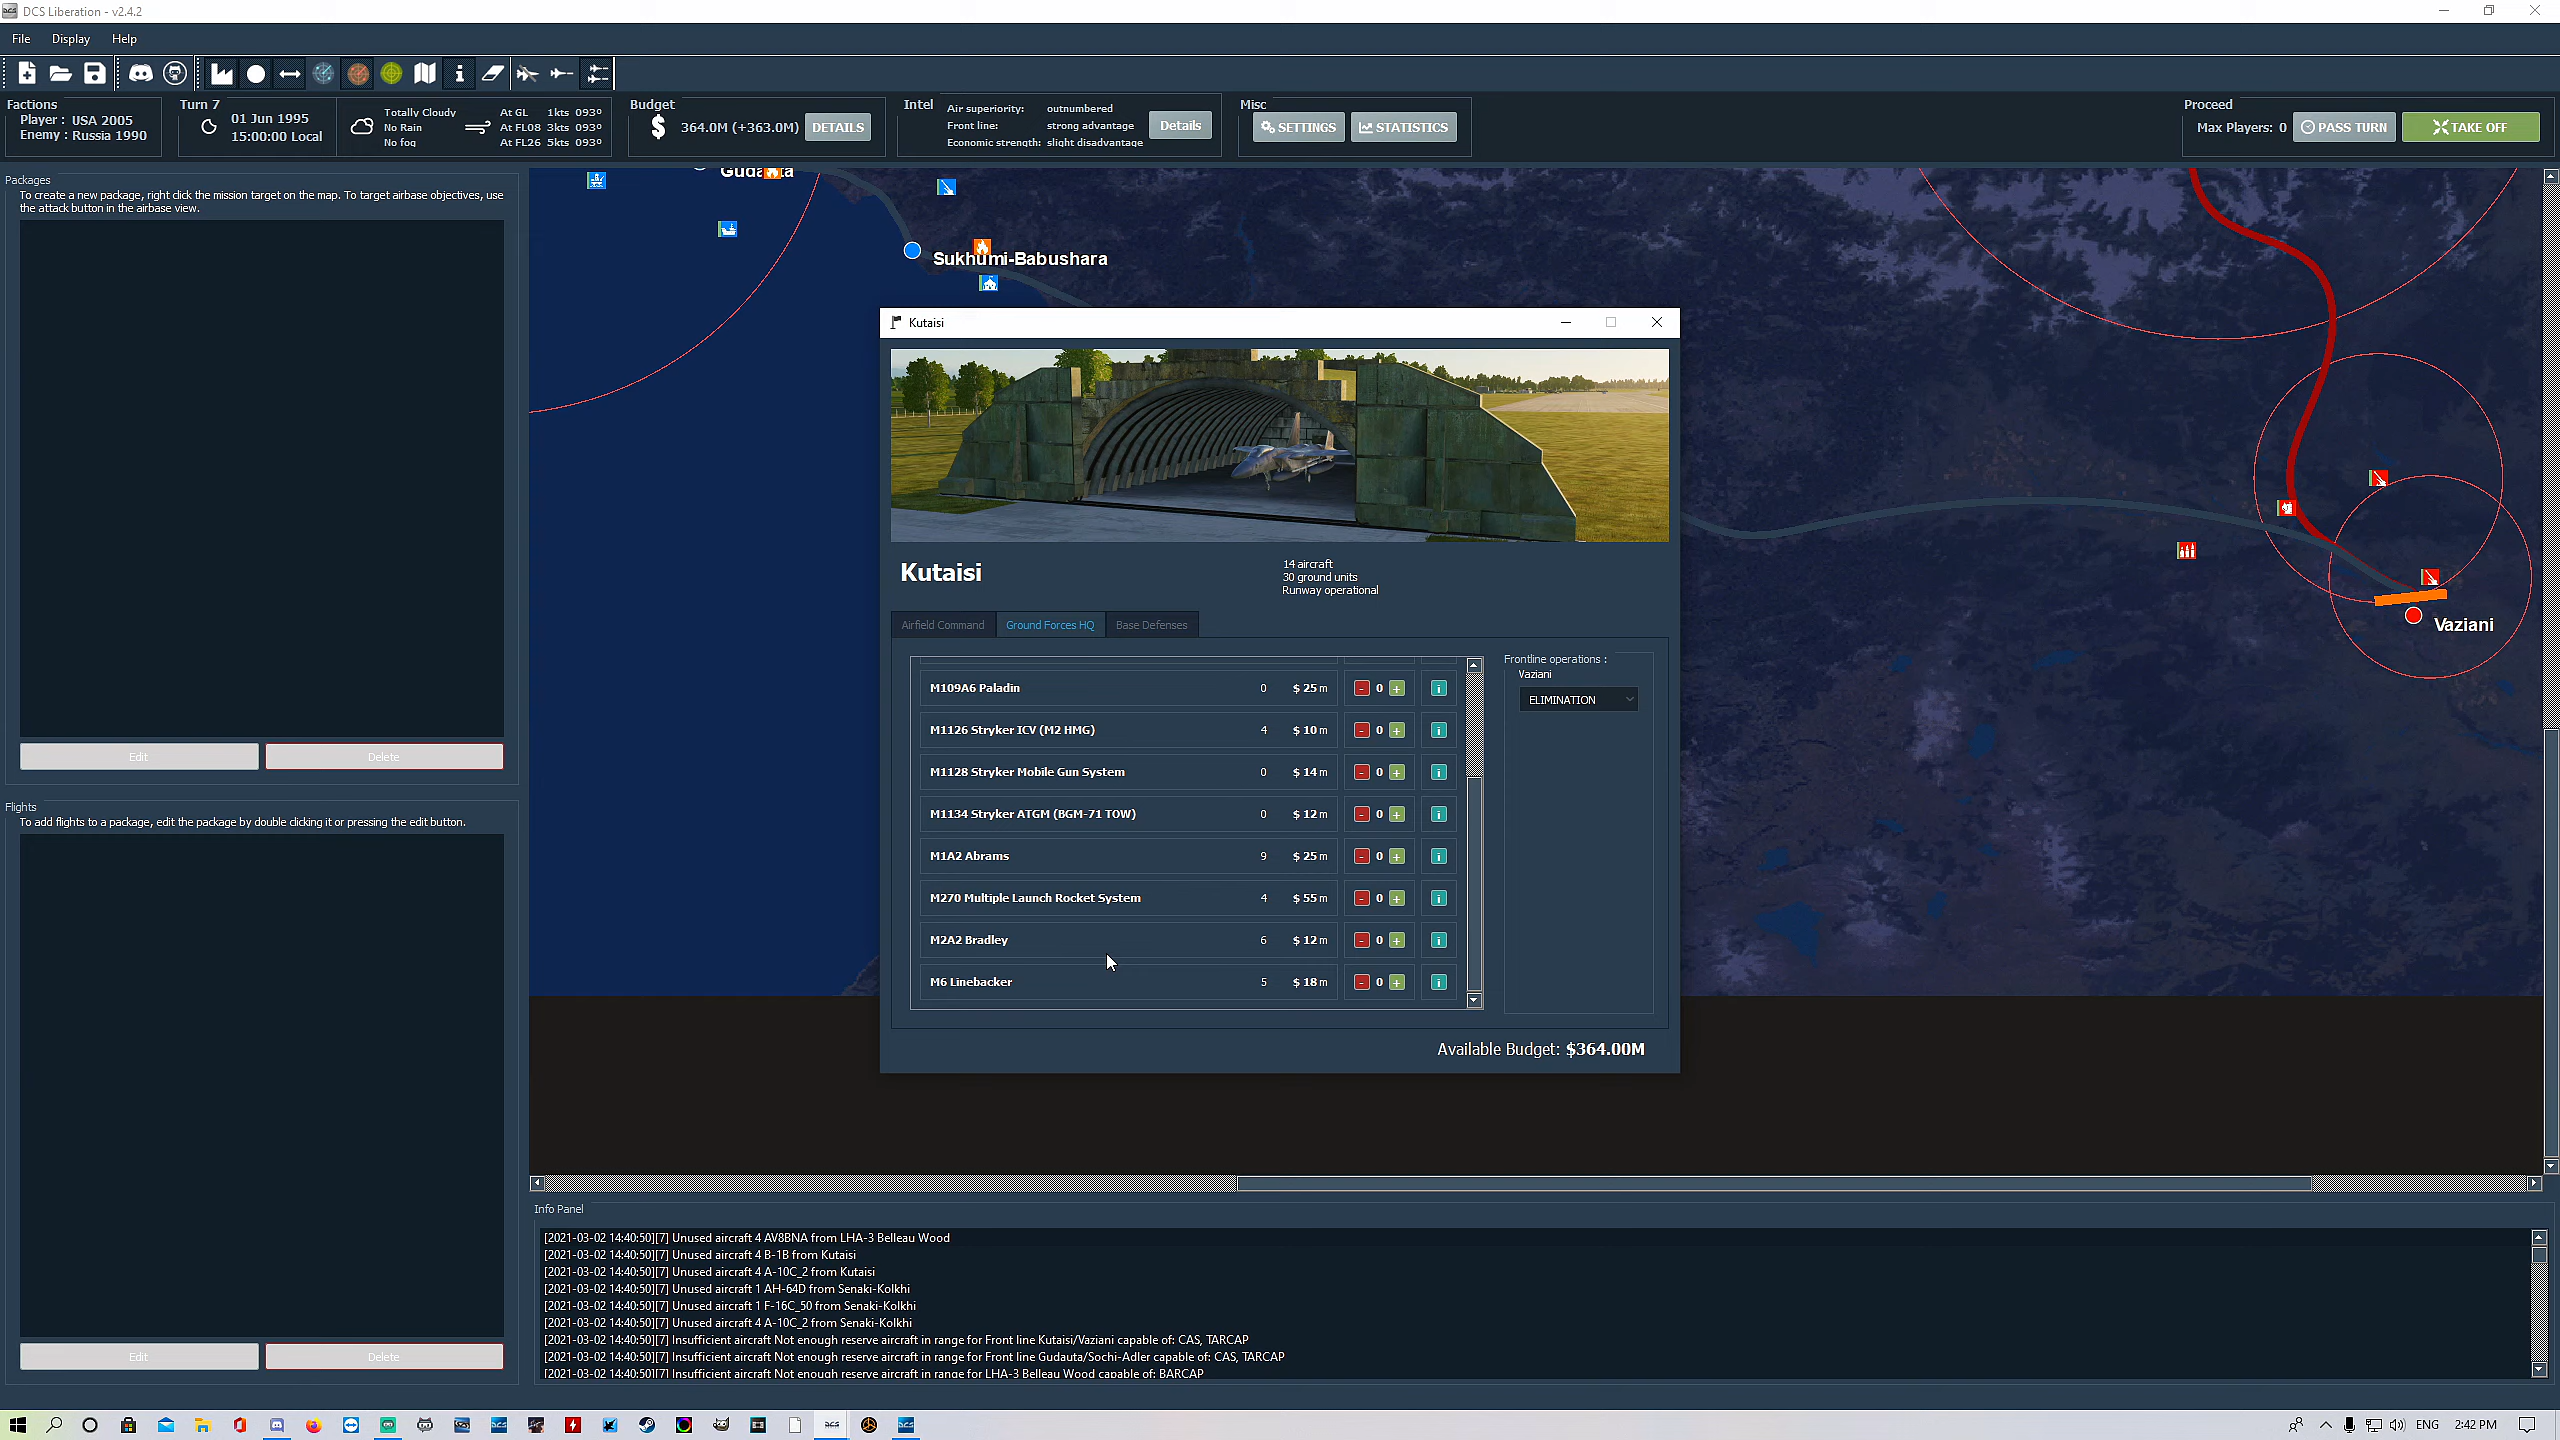 DCS Liberation - v2.4.2
File Display Help
Factions
Player : USA 2005
Enemy : Russia 1990
Turn 7
01 Jun 1995
15:00:00 Local
Totally Cloudy
No Rain
No fog
At GL 1kts 093º
At FL08 3kts 093º
At FL26 5kts 093º
Budget
364.0M (+363.0M)
DETAILS
Intel
Air superiority: outnumbered
Front line: strong advantage
Economic strength: slight disadvantage
Details
Misc
SETTINGS
STATISTICS
Proceed
Max Players: 0
PASS TURN
TAKE OFF
Packages
To create a new package, right click the mission target on the map. To target airbase objectives, use
the attack button in the airbase view.
Edit
Delete
Flights
To add flights to a package, edit the package by double clicking it or pressing the edit button.
Edit
Delete
Gudauta
Sukhumi-Babushara
Vaziani
Kutaisi
Kutaisi
14 aircraft
30 ground units
Runway operational
Airfield Command
Ground Forces HQ
Base Defenses
M109A6 Paladin 0 $ 25 m - 0 + i
M1126 Stryker ICV (M2 HMG) 4 $ 10 m - 0 + i
M1128 Stryker Mobile Gun System 0 $ 14 m - 0 + i
M1134 Stryker ATGM (BGM-71 TOW) 0 $ 12 m - 0 + i
M1A2 Abrams 9 $ 25 m - 0 + i
M270 Multiple Launch Rocket System 4 $ 55 m - 0 + i
M2A2 Bradley 6 $ 12 m - 0 + i
M6 Linebacker 5 $ 18 m - 0 + i
Frontline operations :
Vaziani
ELIMINATION
Available Budget: $364.00M
Info Panel
[2021-03-02 14:40:50][7] Unused aircraft 4 AV8BNA from LHA-3 Belleau Wood
[2021-03-02 14:40:50][7] Unused aircraft 4 B-1B from Kutaisi
[2021-03-02 14:40:50][7] Unused aircraft 4 A-10C_2 from Kutaisi
[2021-03-02 14:40:50][7] Unused aircraft 1 AH-64D from Senaki-Kolkhi
[2021-03-02 14:40:50][7] Unused aircraft 1 F-16C_50 from Senaki-Kolkhi
[2021-03-02 14:40:50][7] Unused aircraft 4 A-10C_2 from Senaki-Kolkhi
[2021-03-02 14:40:50][7] Insufficient aircraft Not enough reserve aircraft in range for Front line Kutaisi/Vaziani capable of: CAS, TARCAP
[2021-03-02 14:40:50][7] Insufficient aircraft Not enough reserve aircraft in range for Front line Gudauta/Sochi-Adler capable of: CAS, TARCAP
[2021-03-02 14:40:50][7] Insufficient aircraft Not enough reserve aircraft in range for LHA-3 Belleau Wood capable of: BARCAP
ENG 2:42 PM